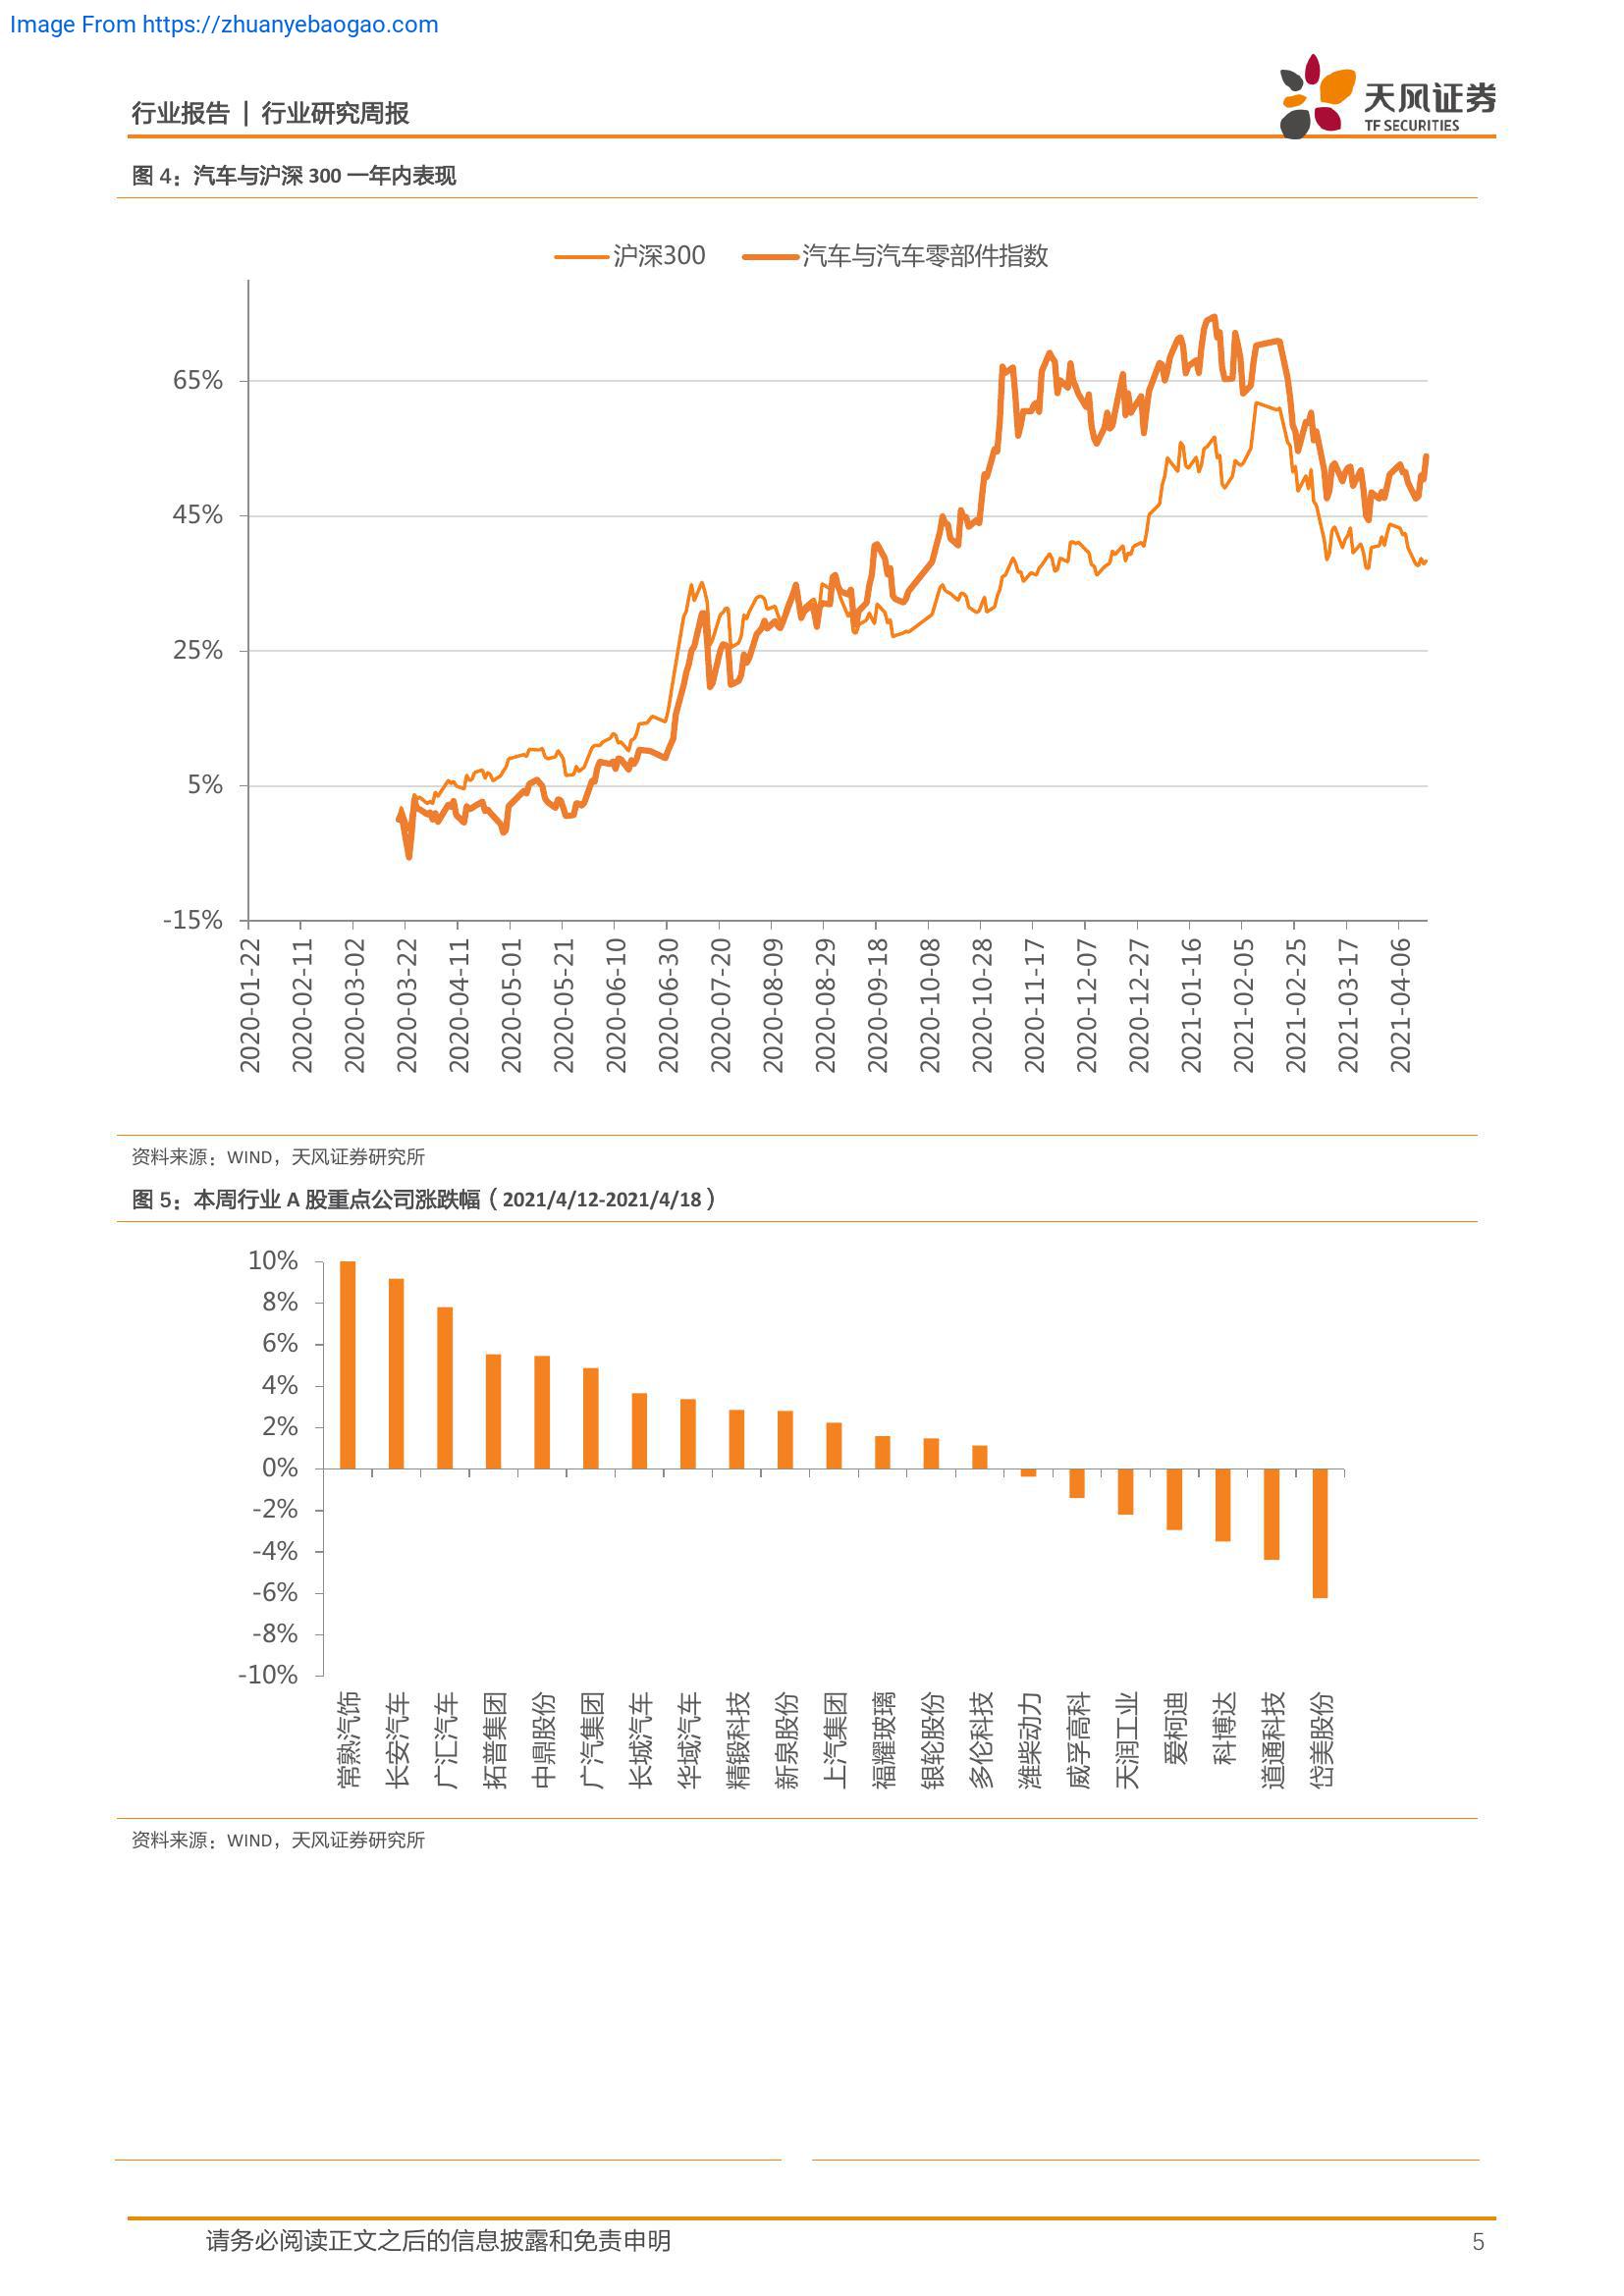 Image From https://zhuanyebaogao.com
行业报告 | 行业研究周报
天风证券
TF SECURITIES
图 4：汽车与沪深 300 一年内表现
沪深300 汽车与汽车零部件指数
65%
45%
25%
5%
-15%
2020-01-22
2020-02-11
2020-03-02
2020-03-22
2020-04-11
2020-05-01
2020-05-21
2020-06-10
2020-06-30
2020-07-20
2020-08-09
2020-08-29
2020-09-18
2020-10-08
2020-10-28
2020-11-17
2020-12-07
2020-12-27
2021-01-16
2021-02-05
2021-02-25
2021-03-17
2021-04-06
资料来源：WIND，天风证券研究所
图 5：本周行业 A 股重点公司涨跌幅（2021/4/12-2021/4/18）
10%
8%
6%
4%
2%
0%
-2%
-4%
-6%
-8%
-10%
常熟汽饰
长安汽车
广汇汽车
拓普集团
中鼎股份
广汽集团
长城汽车
华域汽车
精锻科技
新泉股份
上汽集团
福耀玻璃
银轮股份
多伦科技
潍柴动力
威孚高科
天润工业
爱柯迪
科博达
道通科技
岱美股份
资料来源：WIND，天风证券研究所
请务必阅读正文之后的信息披露和免责申明
5